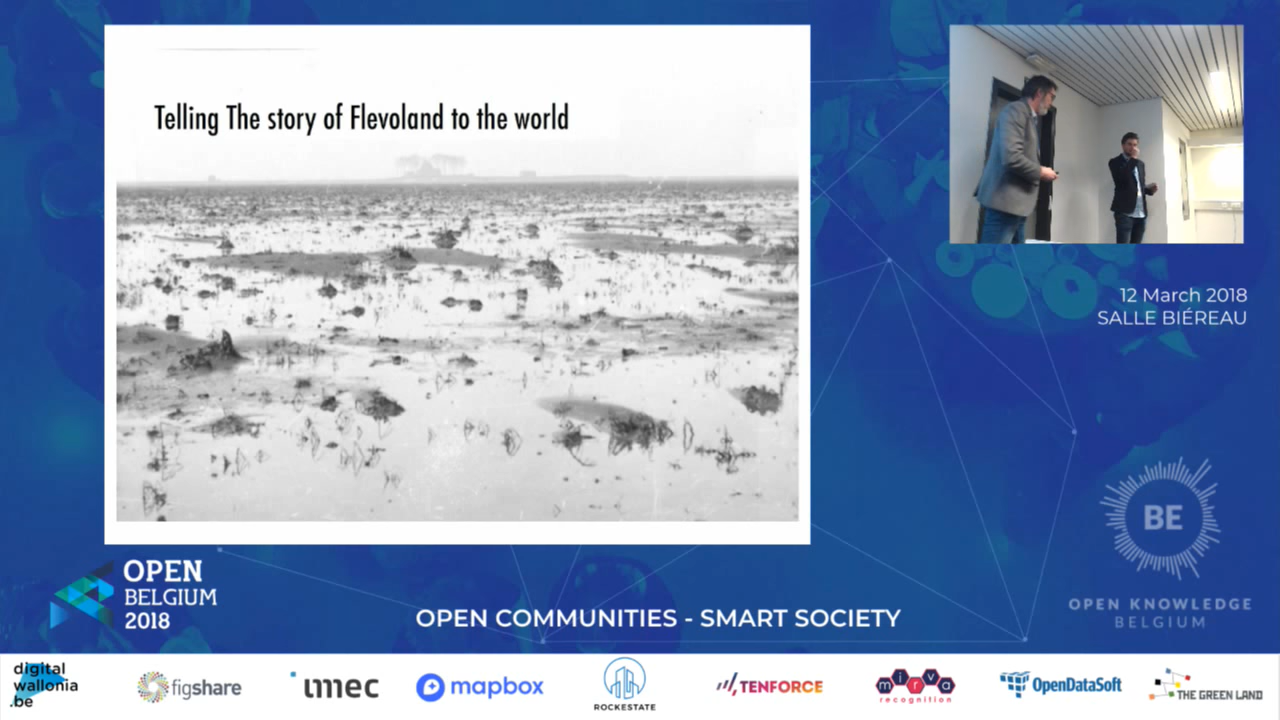 Telling The story of Flevoland to the world
12 March 2018
SALLE BIÉREAU
BE
OPEN KNOWLEDGE
BELGIUM
OPEN
BELGIUM
2018
OPEN COMMUNITIES - SMART SOCIETY
digital
wallonia
.be
figshare
imec
mapbox
ROCKESTATE
TENFORCE
mirva
recognition
OpenDataSoft
THE GREEN LAND